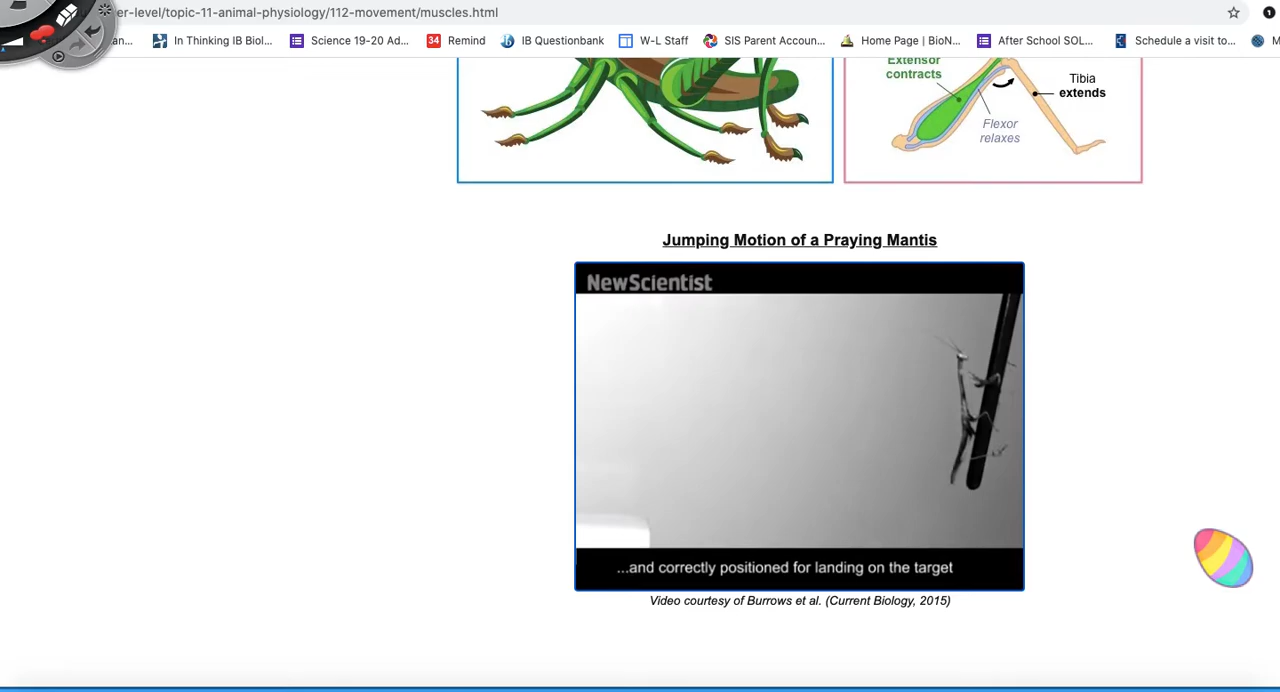 er-level/topic-11-animal-physiology/112-movement/muscles.html
an... In Thinking IB Biol... Science 19-20 Ad... 34 Remind IB Questionbank W-L Staff SIS Parent Accoun... Home Page | BioN... After School SOL... Schedule a visit to... M
Extensor
contracts
Tibia
extends
Flexor
relaxes
Jumping Motion of a Praying Mantis
NewScientist
...and correctly positioned for landing on the target
Video courtesy of Burrows et al. (Current Biology, 2015)